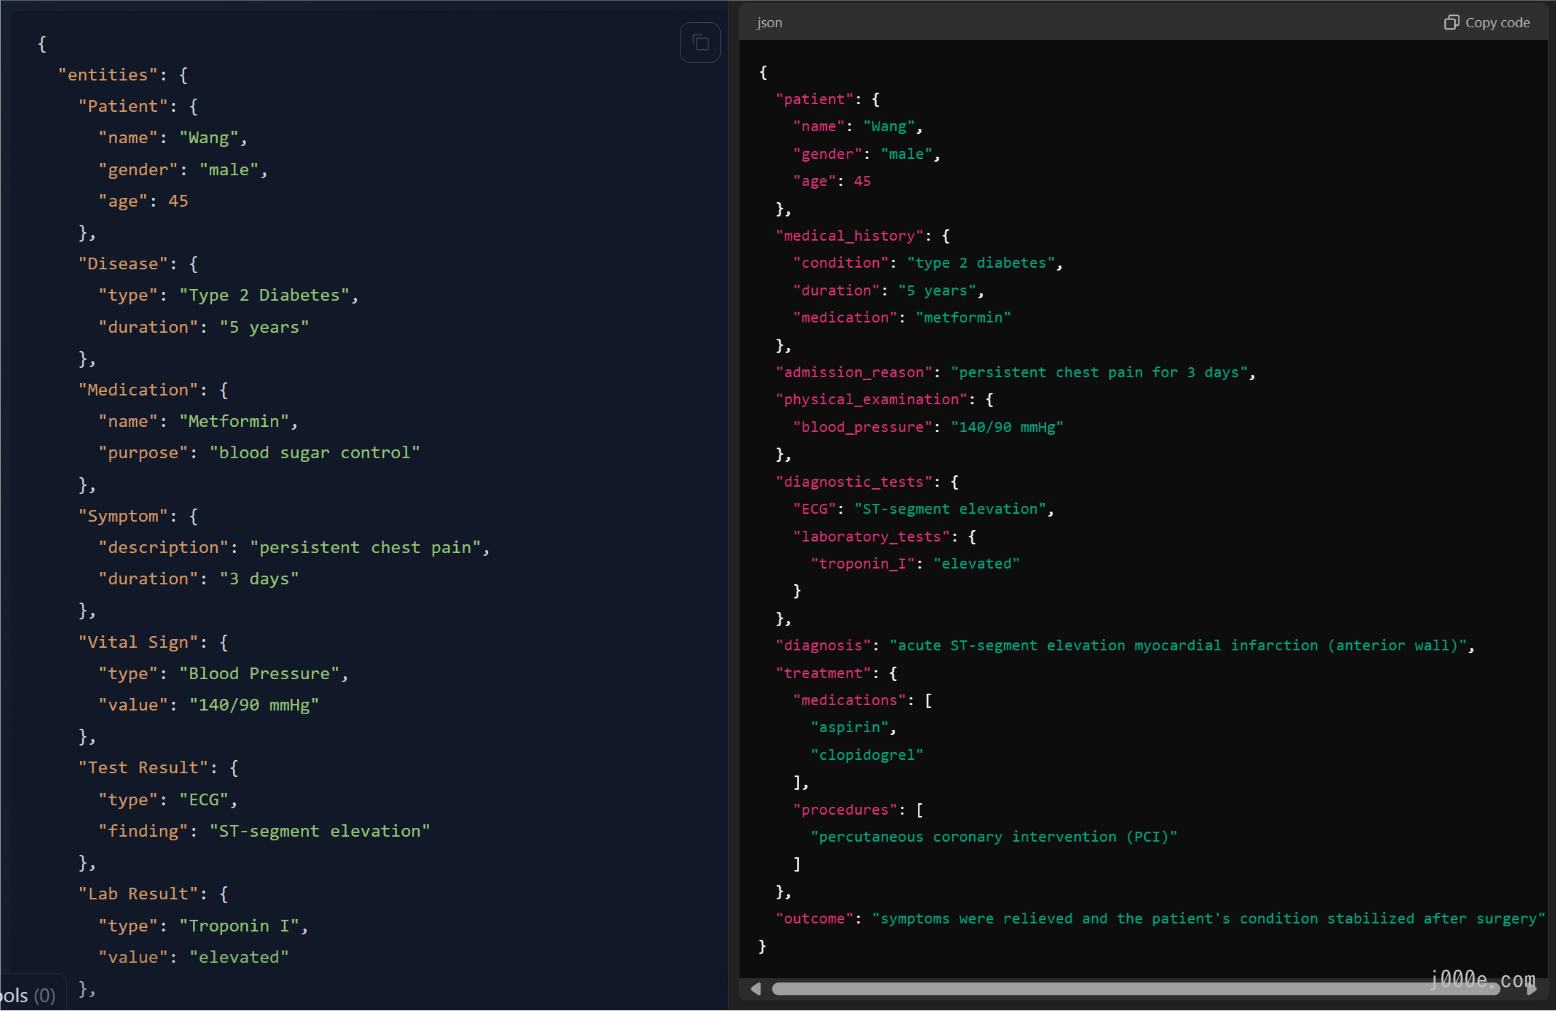 {
  "entities": {
    "Patient": {
      "name": "Wang",
      "gender": "male",
      "age": 45
    },
    "Disease": {
      "type": "Type 2 Diabetes",
      "duration": "5 years"
    },
    "Medication": {
      "name": "Metformin",
      "purpose": "blood sugar control"
    },
    "Symptom": {
      "description": "persistent chest pain",
      "duration": "3 days"
    },
    "Vital Sign": {
      "type": "Blood Pressure",
      "value": "140/90 mmHg"
    },
    "Test Result": {
      "type": "ECG",
      "finding": "ST-segment elevation"
    },
    "Lab Result": {
      "type": "Troponin I",
      "value": "elevated"
    },
ools (0)
json
Copy code
{
  "patient": {
    "name": "Wang",
    "gender": "male",
    "age": 45
  },
  "medical_history": {
    "condition": "type 2 diabetes",
    "duration": "5 years",
    "medication": "metformin"
  },
  "admission_reason": "persistent chest pain for 3 days",
  "physical_examination": {
    "blood_pressure": "140/90 mmHg"
  },
  "diagnostic_tests": {
    "ECG": "ST-segment elevation",
    "laboratory_tests": {
      "troponin_I": "elevated"
    }
  },
  "diagnosis": "acute ST-segment elevation myocardial infarction (anterior wall)",
  "treatment": {
    "medications": [
      "aspirin",
      "clopidogrel"
    ],
    "procedures": [
      "percutaneous coronary intervention (PCI)"
    ]
  },
  "outcome": "symptoms were relieved and the patient's condition stabilized after surgery"
}
j000e.com